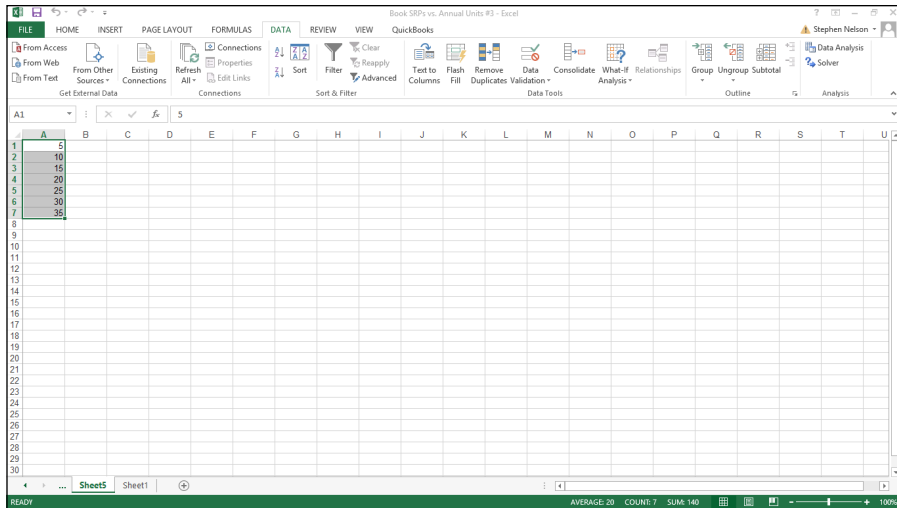 Book SRPs vs. Annual Units #3 - Excel
?
FILE HOME INSERT PAGE LAYOUT FORMULAS DATA REVIEW VIEW QuickBooks Stephen Nelson
From Access
From Web
From Text
From Other Sources
Existing Connections
Get External Data
Refresh All
Connections
Properties
Edit Links
Connections
Sort
Filter
Clear
Reapply
Advanced
Sort & Filter
Text to Columns
Flash Fill
Remove Duplicates
Data Validation
Consolidate
What-If Analysis
Relationships
Data Tools
Group
Ungroup
Subtotal
Outline
Data Analysis
Solver
Analysis
A1 fx 5
A B C D E F G H I J K L M N O P Q R S T U
1 5
2 10
3 15
4 20
5 25
6 30
7 35
8
9
10
11
12
13
14
15
16
17
18
19
20
21
22
23
24
25
26
27
28
29
30
... Sheet5 Sheet1
READY AVERAGE: 20 COUNT: 7 SUM: 140 100%